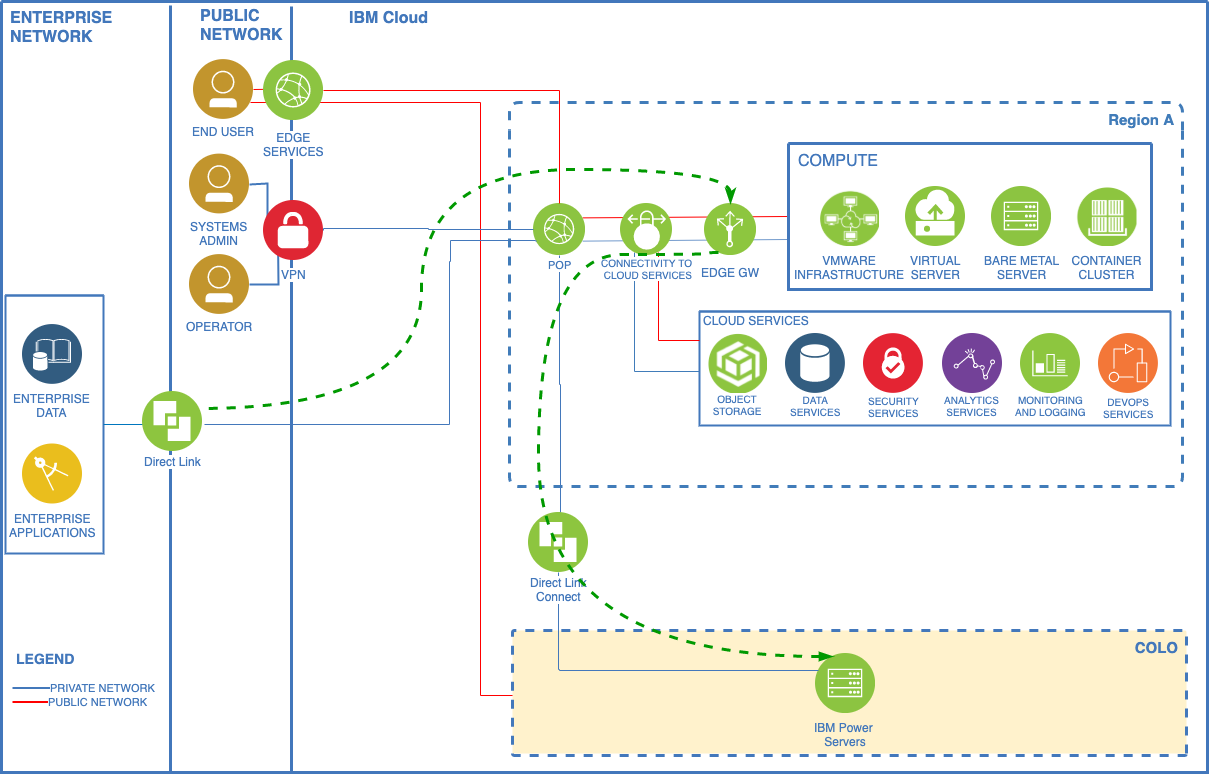 ENTERPRISE
NETWORK
PUBLIC
NETWORK
IBM Cloud
END USER
EDGE
SERVICES
SYSTEMS
ADMIN
VPN
OPERATOR
ENTERPRISE
DATA
ENTERPRISE
APPLICATIONS
Direct Link
Region A
POP
CONNECTIVITY TO
CLOUD SERVICES
EDGE GW
COMPUTE
VMWARE
INFRASTRUCTURE
VIRTUAL
SERVER
BARE METAL
SERVER
CONTAINER
CLUSTER
CLOUD SERVICES
OBJECT
STORAGE
DATA
SERVICES
SECURITY
SERVICES
ANALYTICS
SERVICES
MONITORING
AND LOGGING
DEVOPS
SERVICES
Direct Link
Connect
COLO
IBM Power
Servers
LEGEND
PRIVATE NETWORK
PUBLIC NETWORK